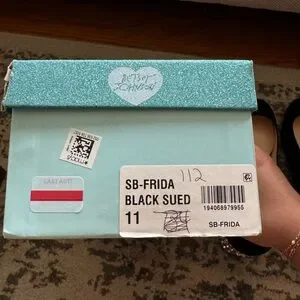 BETSEY
JOHNSON
112
SB-FRIDA
BLACK SUED
11
194068979955
SB-FRIDA